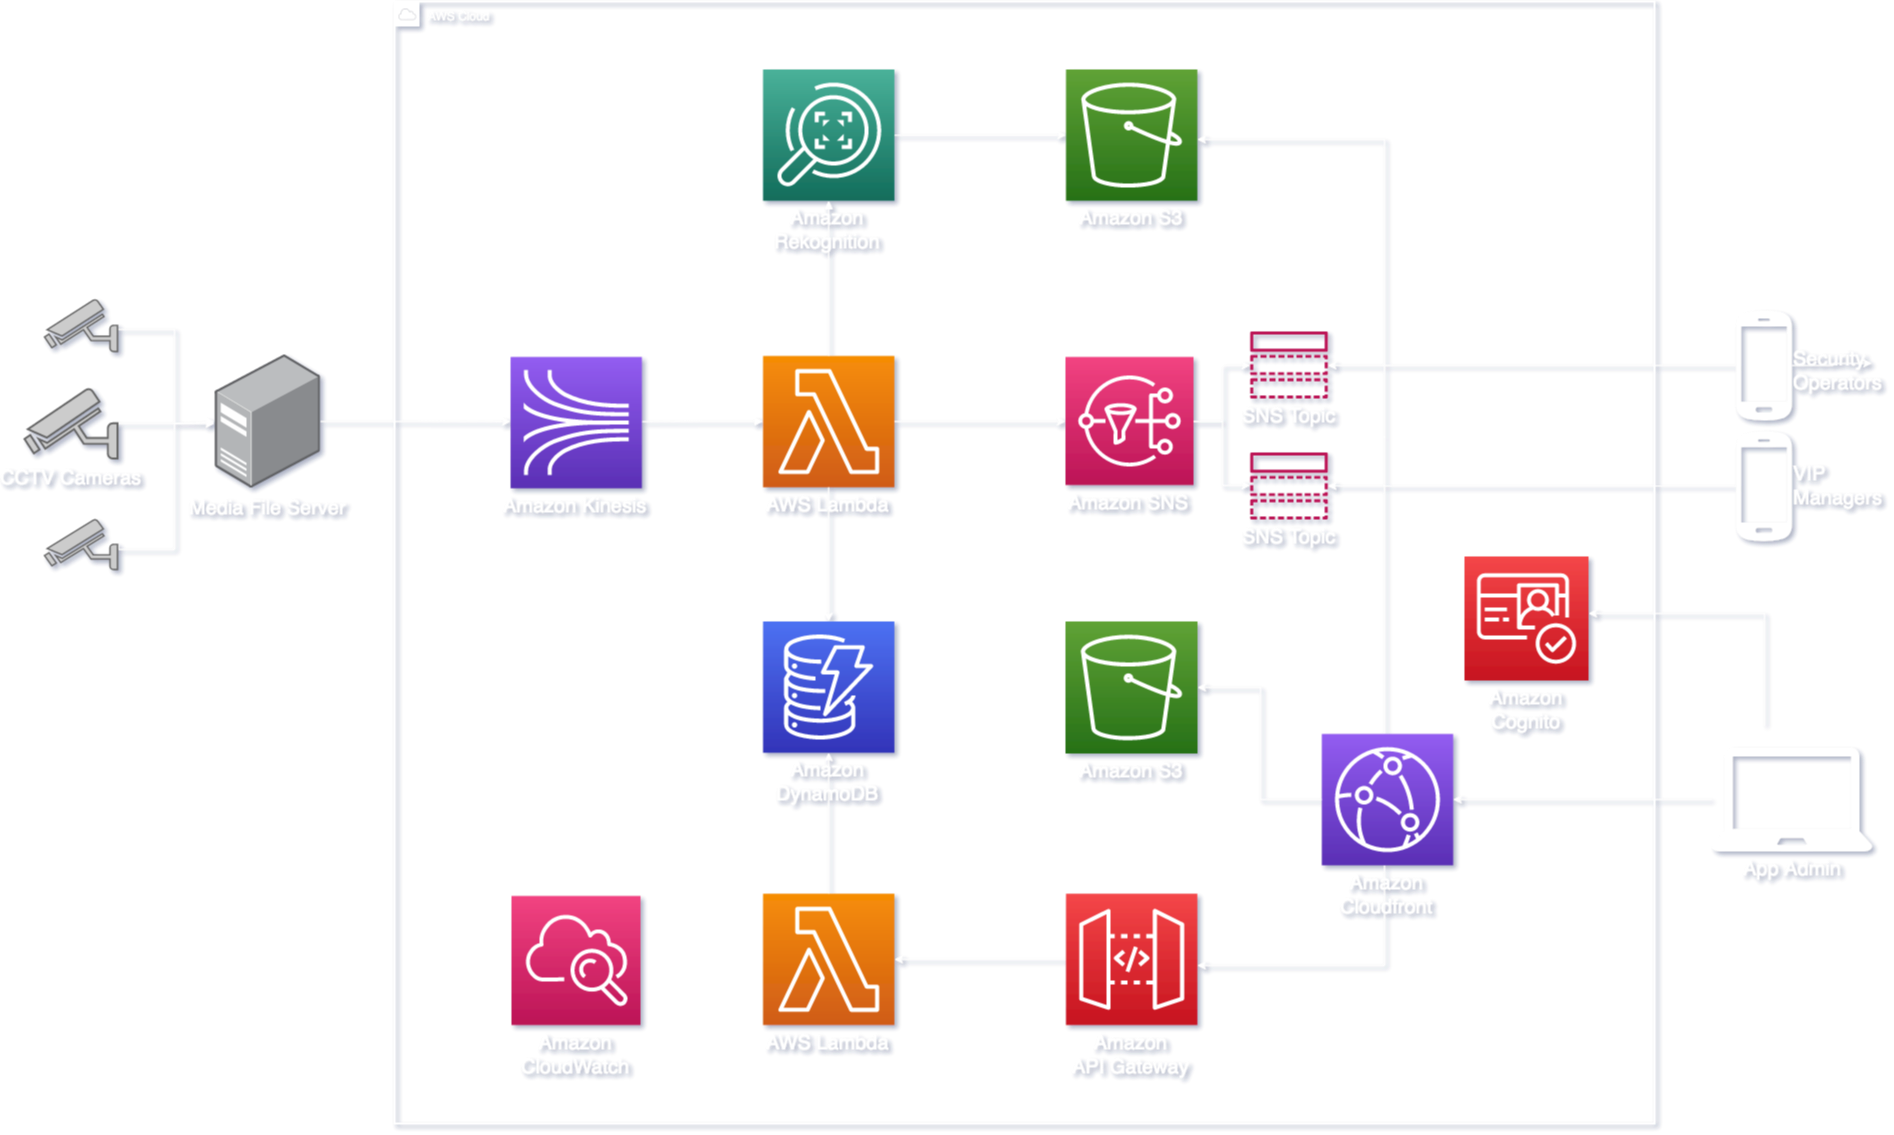 AWS Cloud
Amazon
Rekognition
Amazon S3
CCTV Cameras
Media File Server
Amazon Kinesis
AWS Lambda
Amazon SNS
SNS Topic
SNS Topic
Security
Operators
VIP
Managers
Amazon
Cognito
Amazon
DynamoDB
Amazon S3
Amazon
Cloudfront
App Admin
Amazon
CloudWatch
AWS Lambda
Amazon
API Gateway